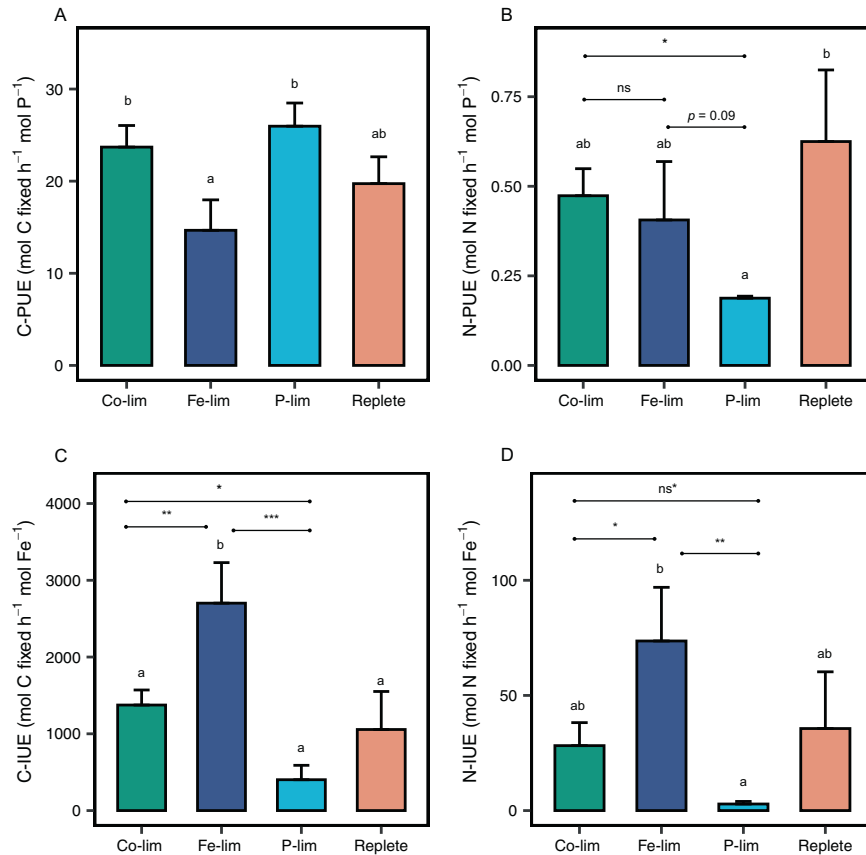 A
C-PUE (mol C fixed h⁻¹ mol P⁻¹)
30
20
10
0
b
a
b
ab
Co-lim Fe-lim P-lim Replete
B
N-PUE (mol N fixed h⁻¹ mol P⁻¹)
0.75
0.50
0.25
0.00
*
ns
p = 0.09
ab
ab
a
b
Co-lim Fe-lim P-lim Replete
C
C-IUE (mol C fixed h⁻¹ mol Fe⁻¹)
4000
3000
2000
1000
0
*
**
***
a
b
a
a
Co-lim Fe-lim P-lim Replete
D
N-IUE (mol N fixed h⁻¹ mol Fe⁻¹)
100
50
0
ns*
*
**
ab
b
a
ab
Co-lim Fe-lim P-lim Replete